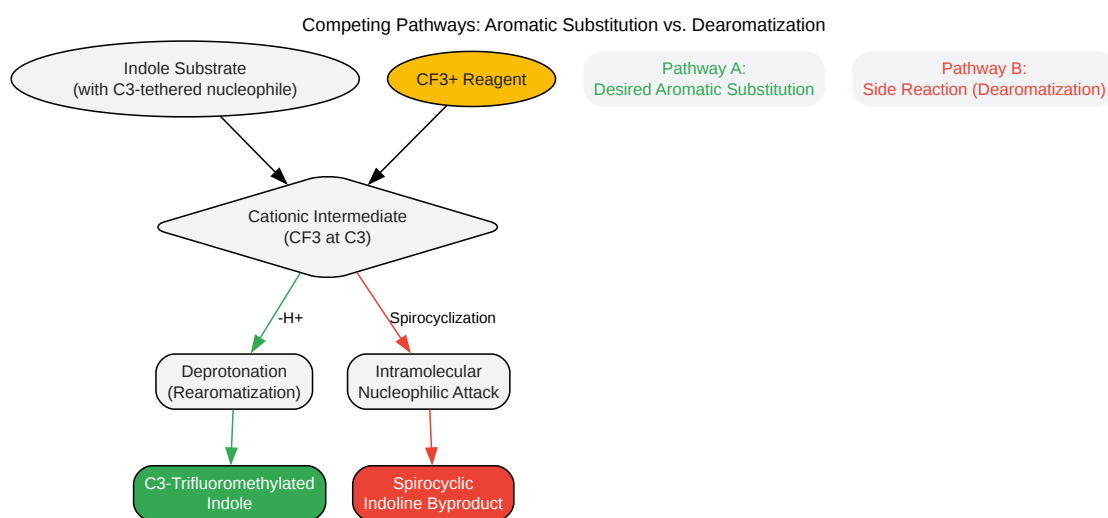 Competing Pathways: Aromatic Substitution vs. Dearomatization
Indole Substrate
(with C3-tethered nucleophile)
CF3+ Reagent
Pathway A:
Desired Aromatic Substitution
Pathway B:
Side Reaction (Dearomatization)
Cationic Intermediate
(CF3 at C3)
-H+
Spirocyclization
Deprotonation
(Rearomatization)
Intramolecular
Nucleophilic Attack
C3-Trifluoromethylated
Indole
Spirocyclic
Indoline Byproduct